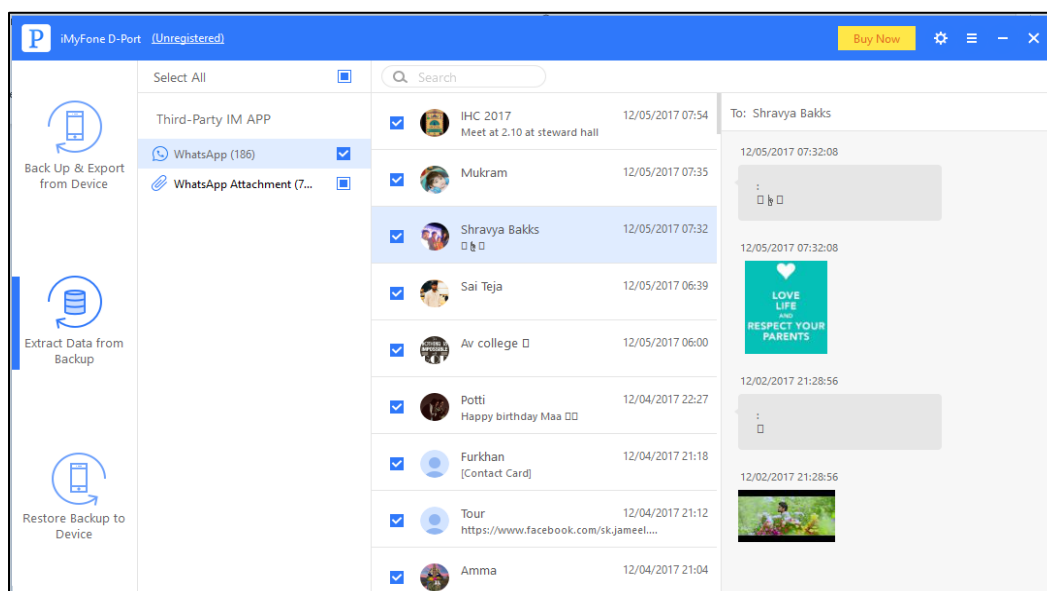 P iMyFone D-Port (Unregistered) Buy Now
Select All
Search
Back Up & Export
from Device
Extract Data from
Backup
Restore Backup to
Device
Third-Party IM APP
WhatsApp (186)
WhatsApp Attachment (7...
IHC 2017 12/05/2017 07:54
Meet at 2.10 at steward hall
Mukram 12/05/2017 07:35
Shravya Bakks 12/05/2017 07:32
Sai Teja 12/05/2017 06:39
Av college 12/05/2017 06:00
Potti 12/04/2017 22:27
Happy birthday Maa
Furkhan 12/04/2017 21:18
[Contact Card]
Tour 12/04/2017 21:12
https://www.facebook.com/sk.jameel....
Amma 12/04/2017 21:04
To: Shravya Bakks
12/05/2017 07:32:08
:
12/05/2017 07:32:08
LOVE
LIFE
AND
RESPECT YOUR
PARENTS
12/02/2017 21:28:56
:
12/02/2017 21:28:56